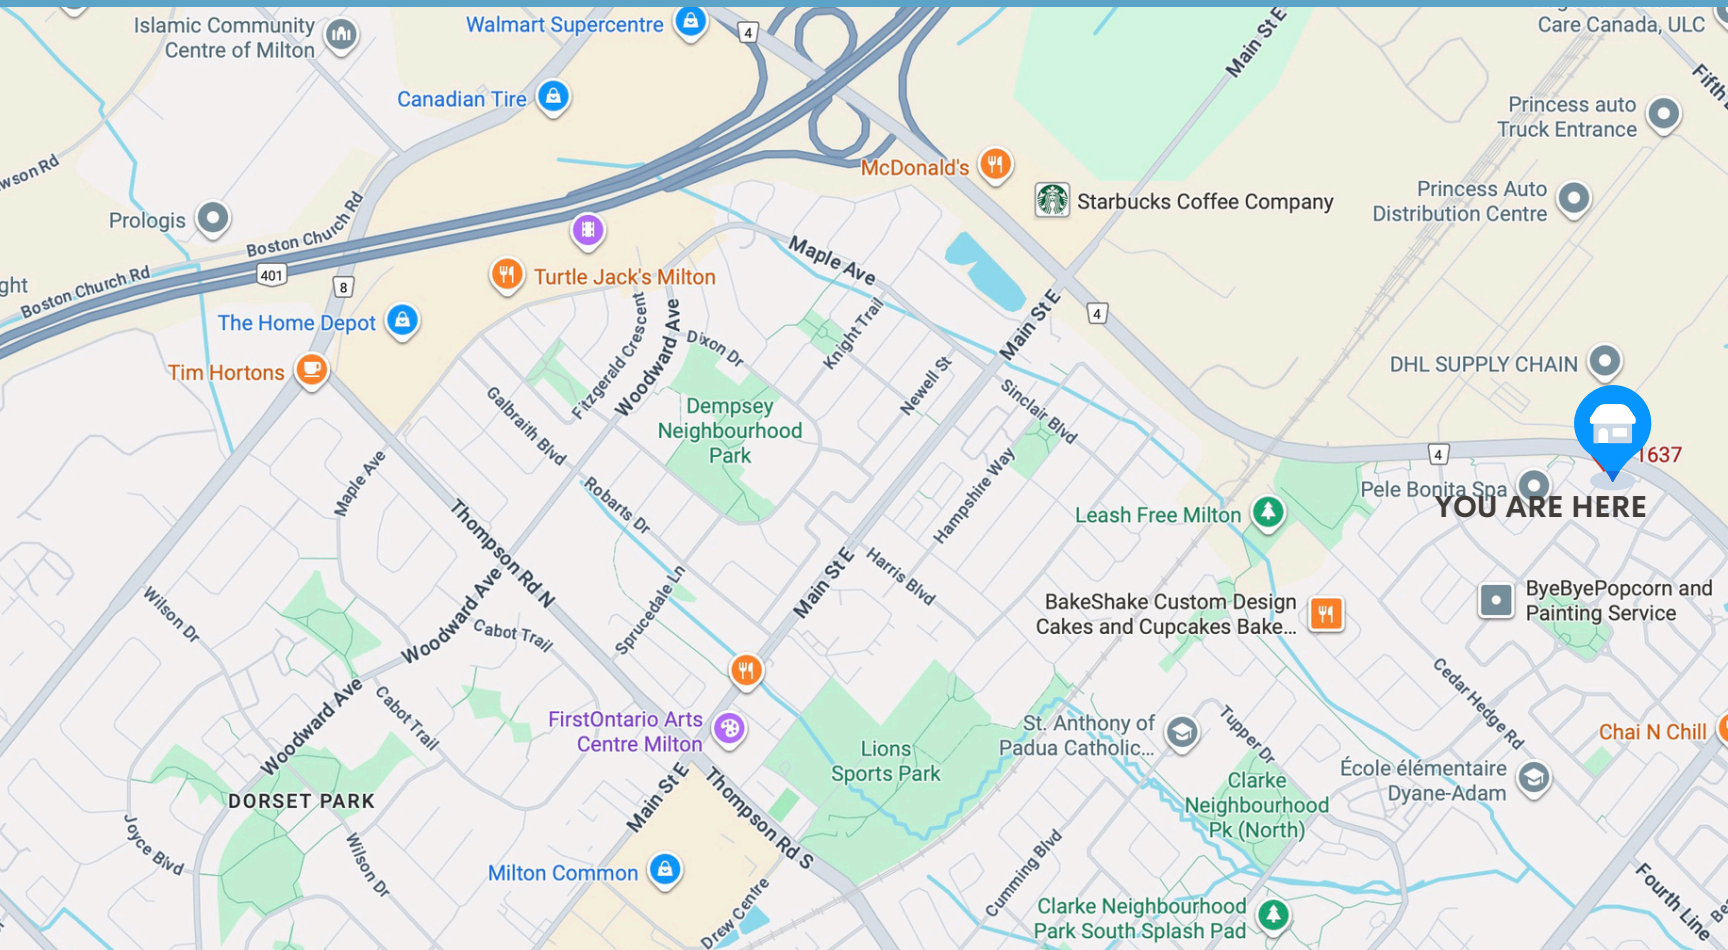 Islamic Community
Centre of Milton
Walmart Supercentre
4
Main St E
Care Canada, ULC
Canadian Tire
Princess auto
Truck Entrance
Fifth
wson Rd
McDonald's
Princess Auto
Distribution Centre
Starbucks Coffee Company
Prologis
Boston Church Rd
Boston Church Rd
401
8
ght
Turtle Jack's Milton
Maple Ave
The Home Depot
Fitzgerald Crescent
Woodward Ave
Dixon Dr
Knight Trail
Main St E
4
Tim Hortons
Newell St
DHL SUPPLY CHAIN
Galbraith Blvd
Dempsey
Neighbourhood
Park
Sinclair Blvd
4
1637
Maple Ave
Robarts Dr
Hampshire Way
Pele Bonita Spa
YOU ARE HERE
Thompson Rd N
Leash Free Milton
Main St E
Harris Blvd
Wilson Dr
Woodward Ave
Cabot Trail
Sprucedale Ln
BakeShake Custom Design
Cakes and Cupcakes Bake...
ByeByePopcorn and
Painting Service
Woodward Ave
Cabot Trail
FirstOntario Arts
Centre Milton
Lions
Sports Park
St. Anthony of
Padua Catholic...
Tupper Dr
Cedar Hedge Rd
Chai N Chill
École élémentaire
Dyane-Adam
Clarke
Neighbourhood
Pk (North)
DORSET PARK
Main St E
Thompson Rd S
Joyce Blvd
Wilson Dr
Milton Common
Drew Centre
Cumming Blvd
Clarke Neighbourhood
Park South Splash Pad
Fourth Line